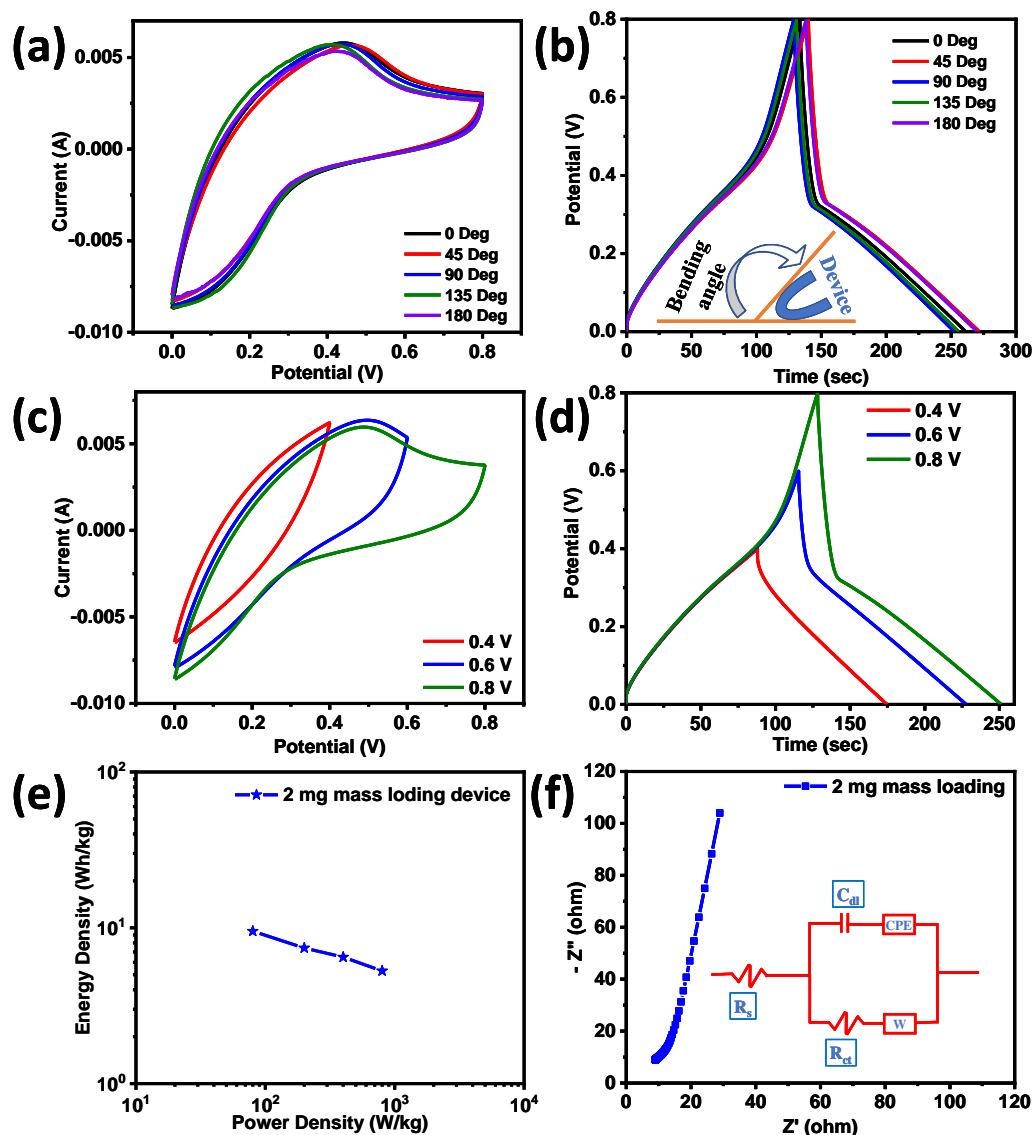 (a)
0.005
0.000
-0.005
-0.010
Current (A)
0.0 0.2 0.4 0.6 0.8
Potential (V)
0 Deg
45 Deg
90 Deg
135 Deg
180 Deg
(b)
0.8
0.6
0.4
0.2
0.0
Potential (V)
0 50 100 150 200 250 300
Time (sec)
0 Deg
45 Deg
90 Deg
135 Deg
180 Deg
Bending
angle
Device
(c)
0.005
0.000
-0.005
-0.010
Current (A)
0.0 0.2 0.4 0.6 0.8
Potential (V)
0.4 V
0.6 V
0.8 V
(d)
0.8
0.6
0.4
0.2
0.0
Potential (V)
0 25 50 75 100 125 150 175 200 225 250
Time (sec)
0.4 V
0.6 V
0.8 V
(e)
10²
10¹
10⁰
Energy Density (Wh/kg)
10¹ 10² 10³ 10⁴
Power Density (W/kg)
2 mg mass loding device
(f)
120
100
80
60
40
20
0
- Z'' (ohm)
0 20 40 60 80 100 120
Z' (ohm)
2 mg mass loading
C_dl
CPE
R_s
W
R_ct